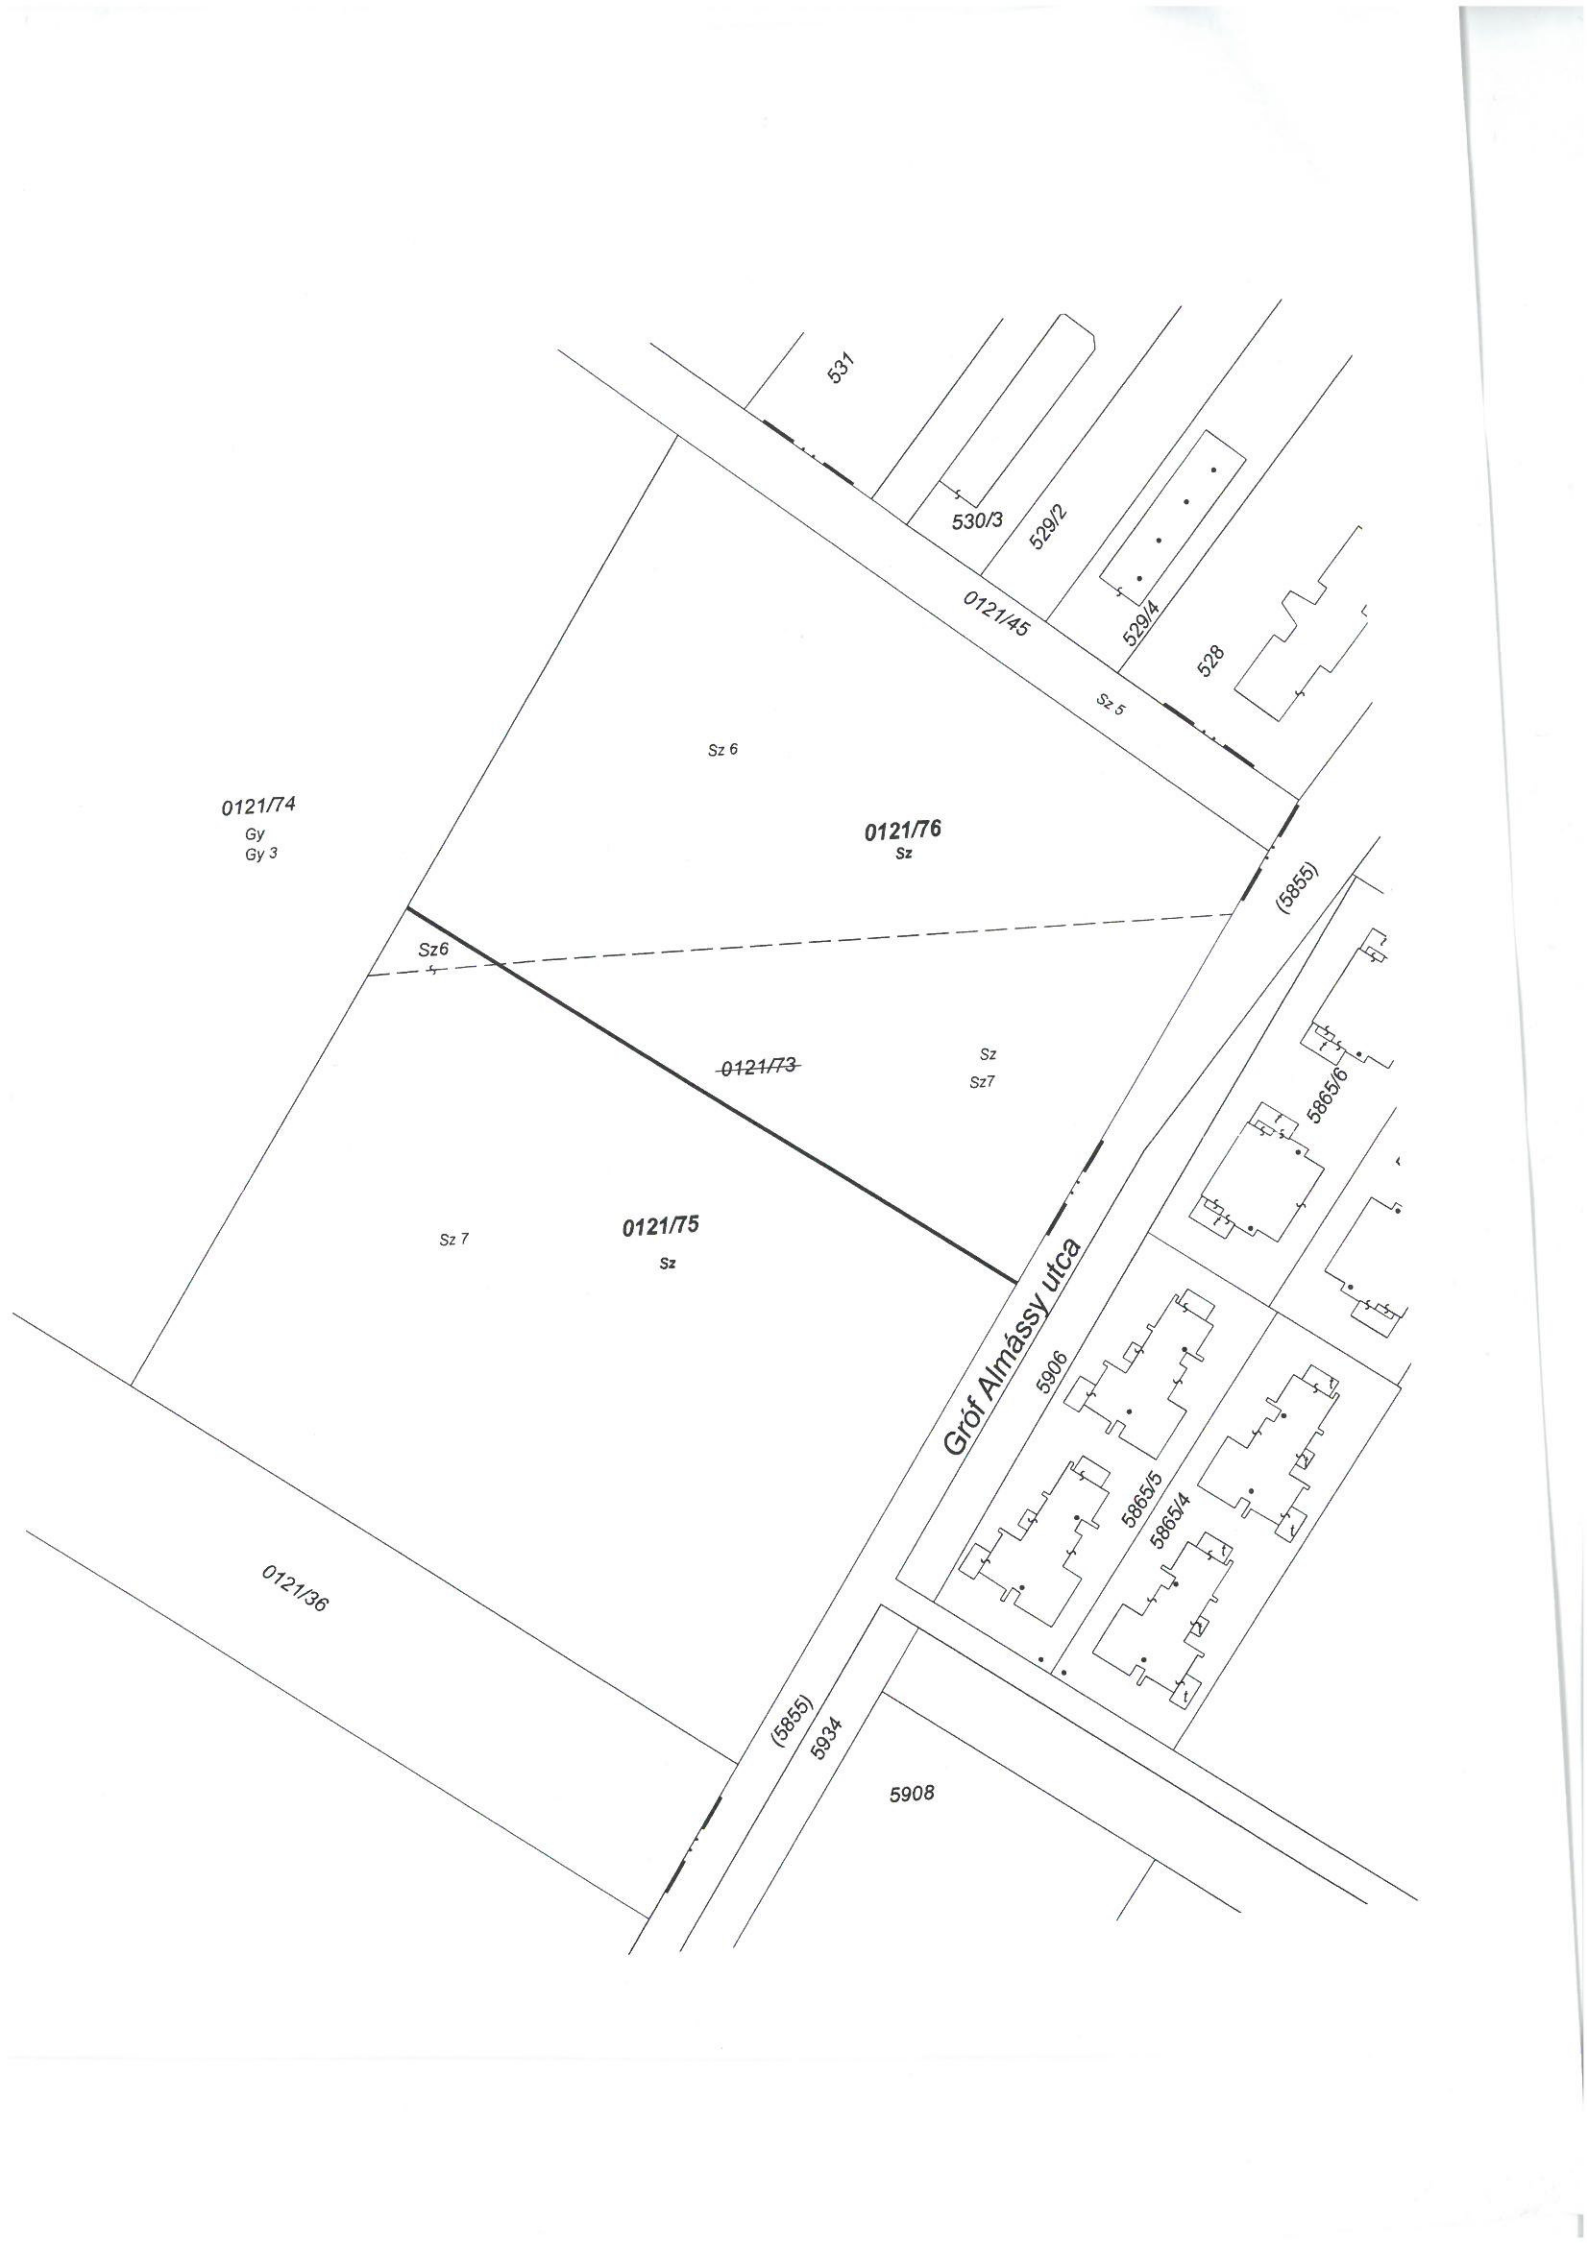 531
530/3
529/2
0121/45
529/4
528
Sz 5
Sz 6
0121/74
Gy
Gy 3
0121/76
Sz
(5855)
Sz6
0121/73
Sz
Sz7
5865/6
Sz 7
0121/75
Sz
Gróf Almássy utca
5906
5865/5
5865/4
0121/36
(5855)
5934
5908